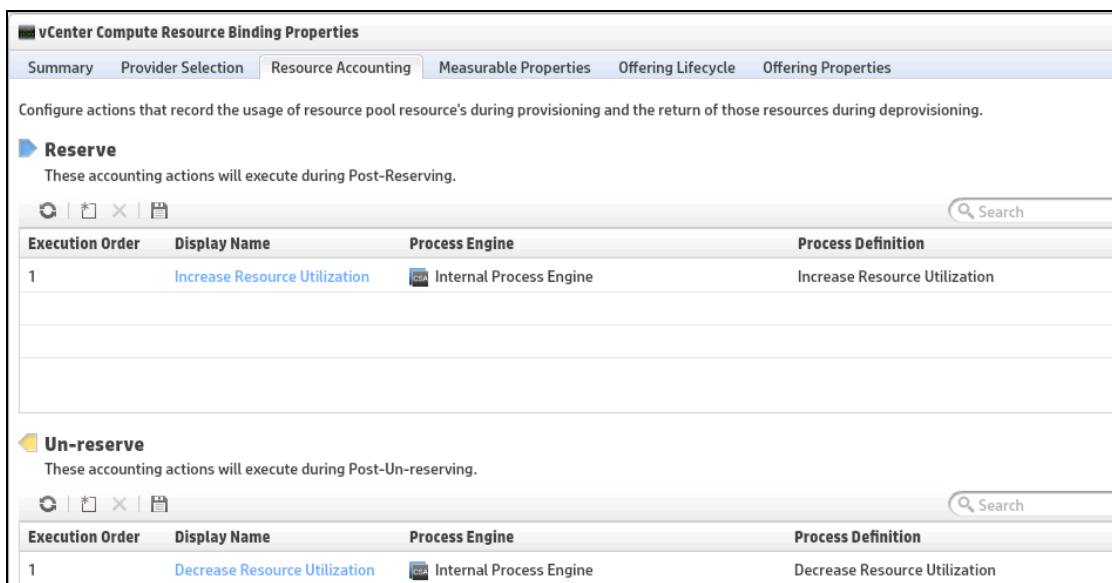 vCenter Compute Resource Binding Properties
Summary Provider Selection Resource Accounting Measurable Properties Offering Lifecycle Offering Properties
Configure actions that record the usage of resource pool resource's during provisioning and the return of those resources during deprovisioning.
Reserve
These accounting actions will execute during Post-Reserving.
Search
Execution Order Display Name Process Engine Process Definition
1 Increase Resource Utilization CSA Internal Process Engine Increase Resource Utilization
Un-reserve
These accounting actions will execute during Post-Un-reserving.
Search
Execution Order Display Name Process Engine Process Definition
1 Decrease Resource Utilization CSA Internal Process Engine Decrease Resource Utilization